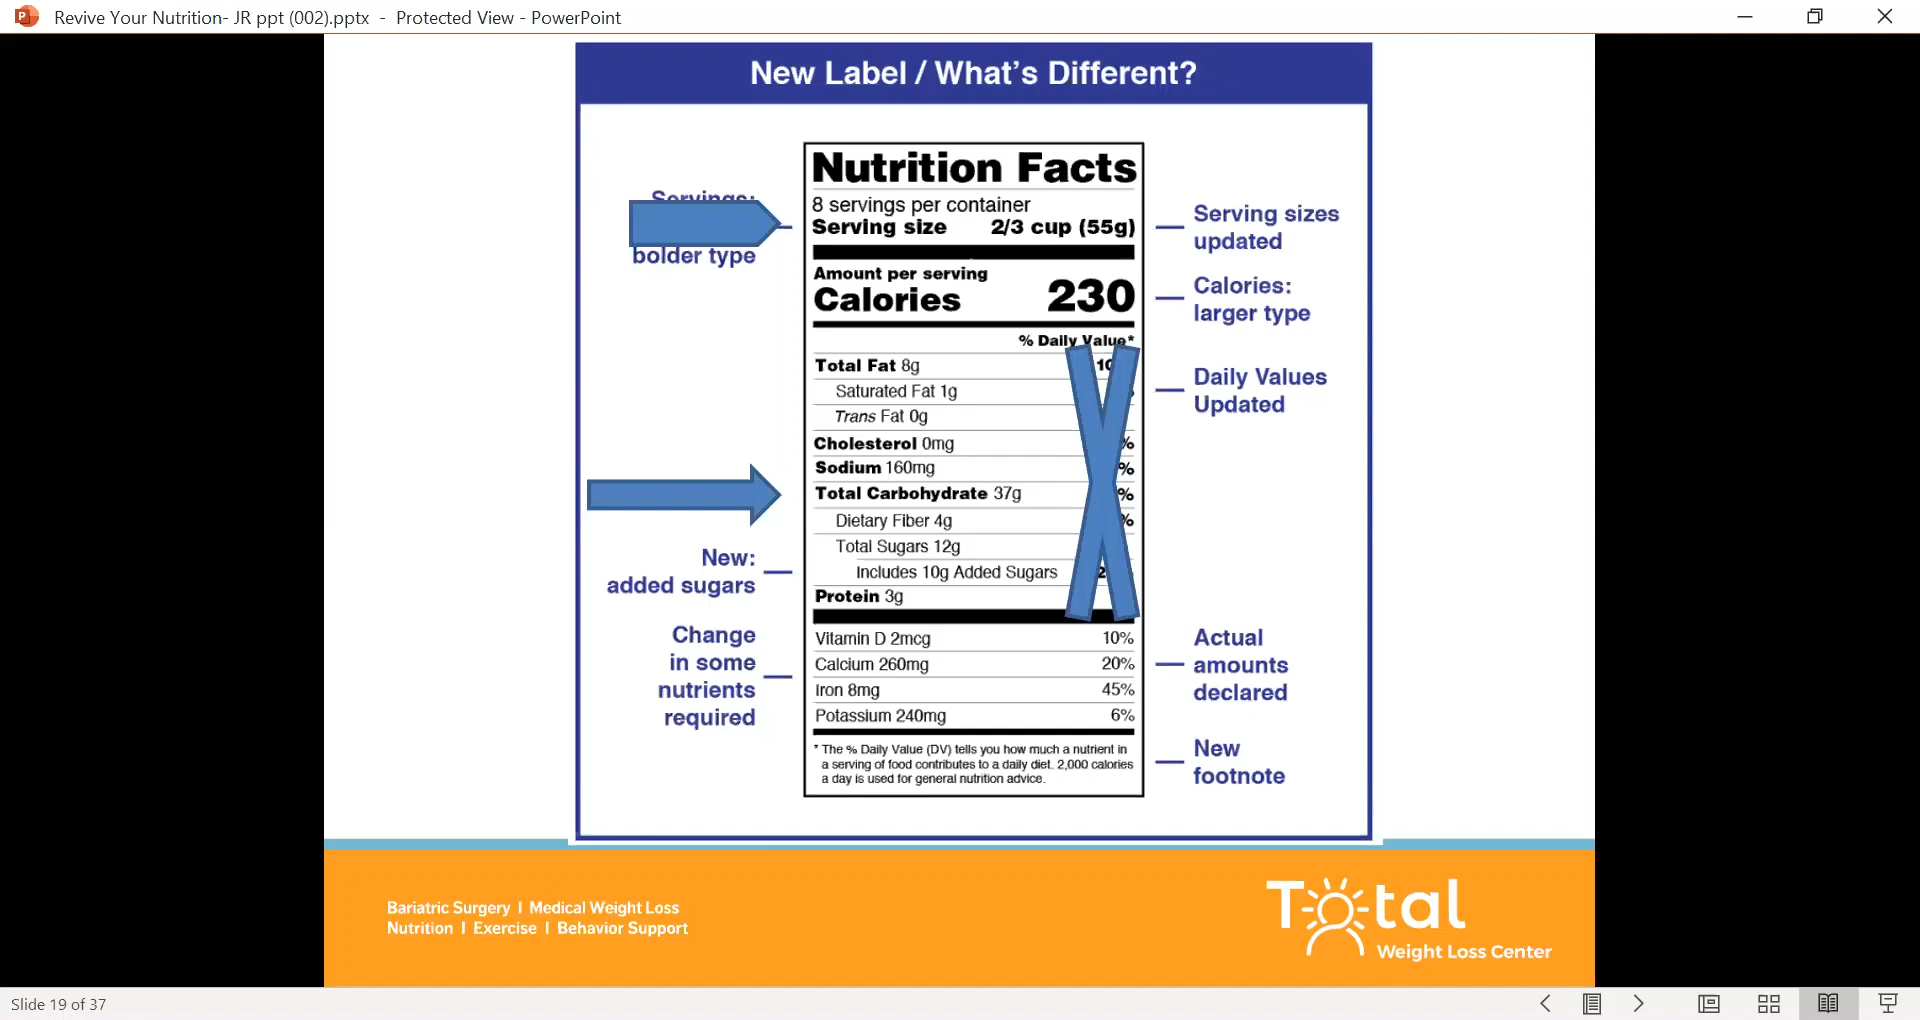 Revive Your Nutrition- JR ppt (002).pptx - Protected View - PowerPoint
New Label / What's Different?
Servings:
bolder type
New:
added sugars
Change
in some
nutrients
required
Nutrition Facts
8 servings per container
Serving size 2/3 cup (55g)
Amount per serving
Calories 230
% Daily Value*
Total Fat 8g
Saturated Fat 1g
Trans Fat 0g
Cholesterol 0mg %
Sodium 160mg %
Total Carbohydrate 37g %
Dietary Fiber 4g %
Total Sugars 12g
Includes 10g Added Sugars
Protein 3g
Vitamin D 2mcg 10%
Calcium 260mg 20%
Iron 8mg 45%
Potassium 240mg 6%
* The % Daily Value (DV) tells you how much a nutrient in
a serving of food contributes to a daily diet. 2,000 calories
a day is used for general nutrition advice.
Serving sizes
updated
Calories:
larger type
Daily Values
Updated
Actual
amounts
declared
New
footnote
Bariatric Surgery | Medical Weight Loss
Nutrition | Exercise | Behavior Support
Total
Weight Loss Center
Slide 19 of 37